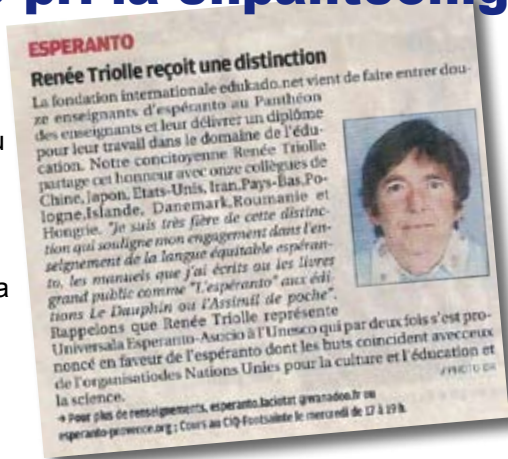 pri la
ESPERANTO
Renée Triolle reçoit une distinction
La fondation internationale edukado.net vient de faire entrer dou-
ze enseignants d'espéranto au Panthéon
des enseignants et leur délivrer un diplôme
pour leur travail dans le domaine de l'édu-
cation. Notre concitoyenne Renée Triolle
partage cet honneur avec onze collègues de
Chine, Japon, Etats-Unis, Iran,Pays-Bas,Po-
logne,Islande, Danemark,Roumanie et
Hongrie. "Je suis très fière de cette distinc-
tion qui souligne mon engagement dans l'en-
seignement de la langue équitable espéran-
to, les manuels que j'ai écrits ou les livres
grand public comme "L'espéranto" aux édi-
tions Le Dauphin ou l'Assimil de poche".
Rappelons que Renée Triolle représente
Universala Esperanto-Asocio à l'Unesco qui par deux fois s'est pro-
noncé en faveur de l'espéranto dont les buts coincident avecceux
de l'organisatiodes Nations Unies pour la culture et l'éducation et
la science.
/ PHOTO DR
→ Pour plus de renseignements, esperanto.laciotat@wanadoo.fr ou
esperanto-provence.org ; Cours au CIQ-Fontsainte le mercredi de 17 à 19 h.